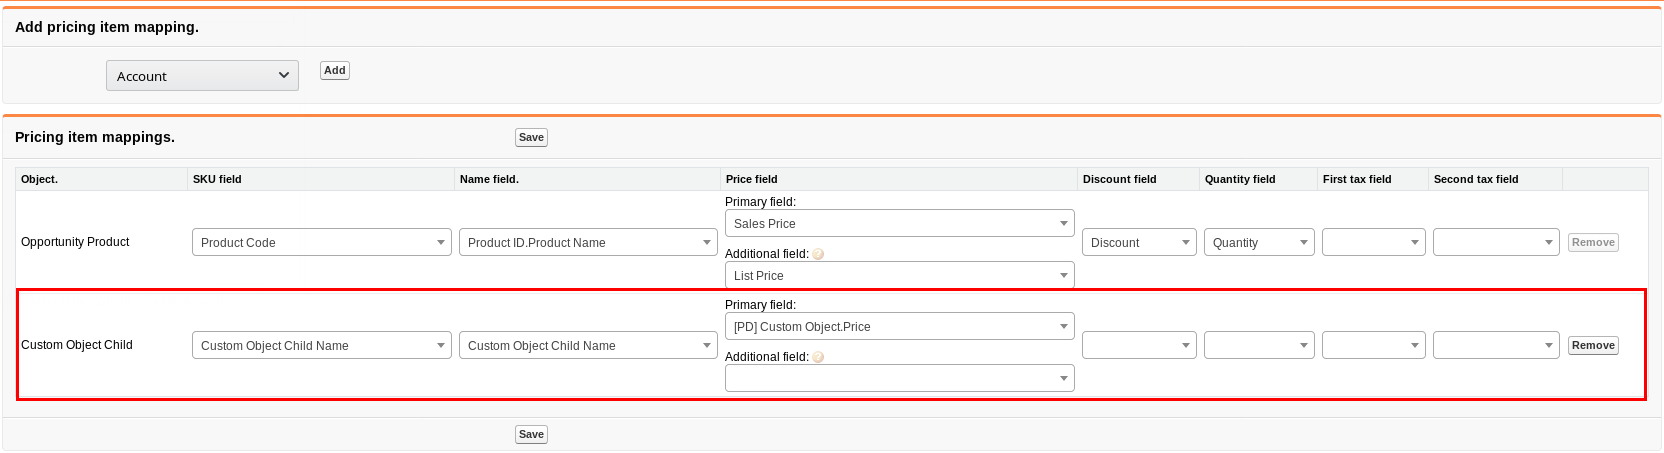 Add pricing item mapping.
Account Add
Pricing item mappings. Save
Object. SKU field Name field. Price field Discount field Quantity field First tax field Second tax field
Primary field:
Sales Price
Opportunity Product Product Code Product ID.Product Name Discount Quantity Remove
Additional field: ?
List Price
Primary field:
[PD] Custom Object.Price
Custom Object Child Custom Object Child Name Custom Object Child Name Remove
Additional field: ?
Save